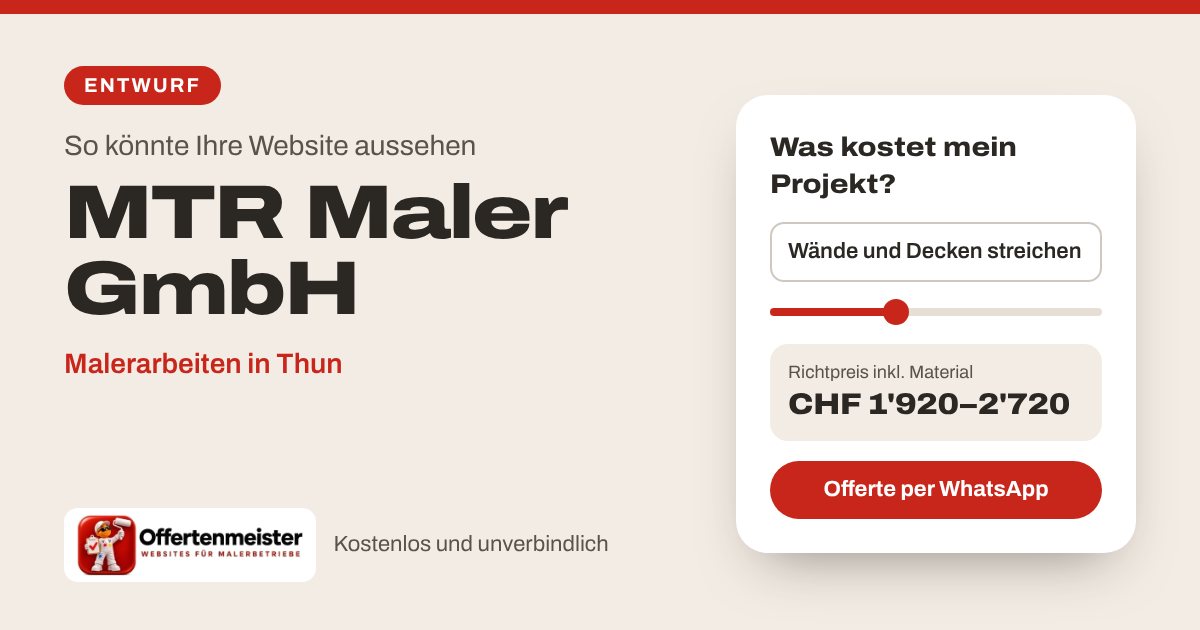 ENTWURF
So könnte Ihre Website aussehen
MTR Maler
GmbH
Malerarbeiten in Thun
Offertenmeister
WEBSITES FÜR MALERBETRIEBE
Kostenlos und unverbindlich
Was kostet mein
Projekt?
Wände und Decken streichen
Richtpreis inkl. Material
CHF 1'920–2'720
Offerte per WhatsApp